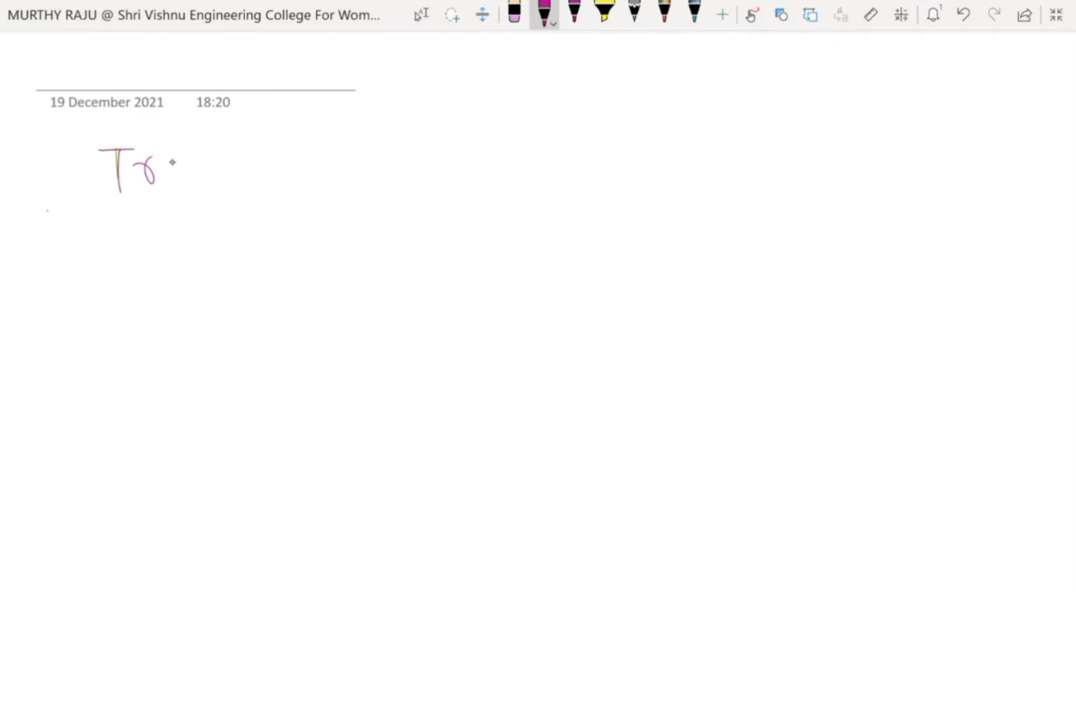 MURTHY RAJU @ Shri Vishnu Engineering College For Wom...
19 December 2021 18:20
Tr